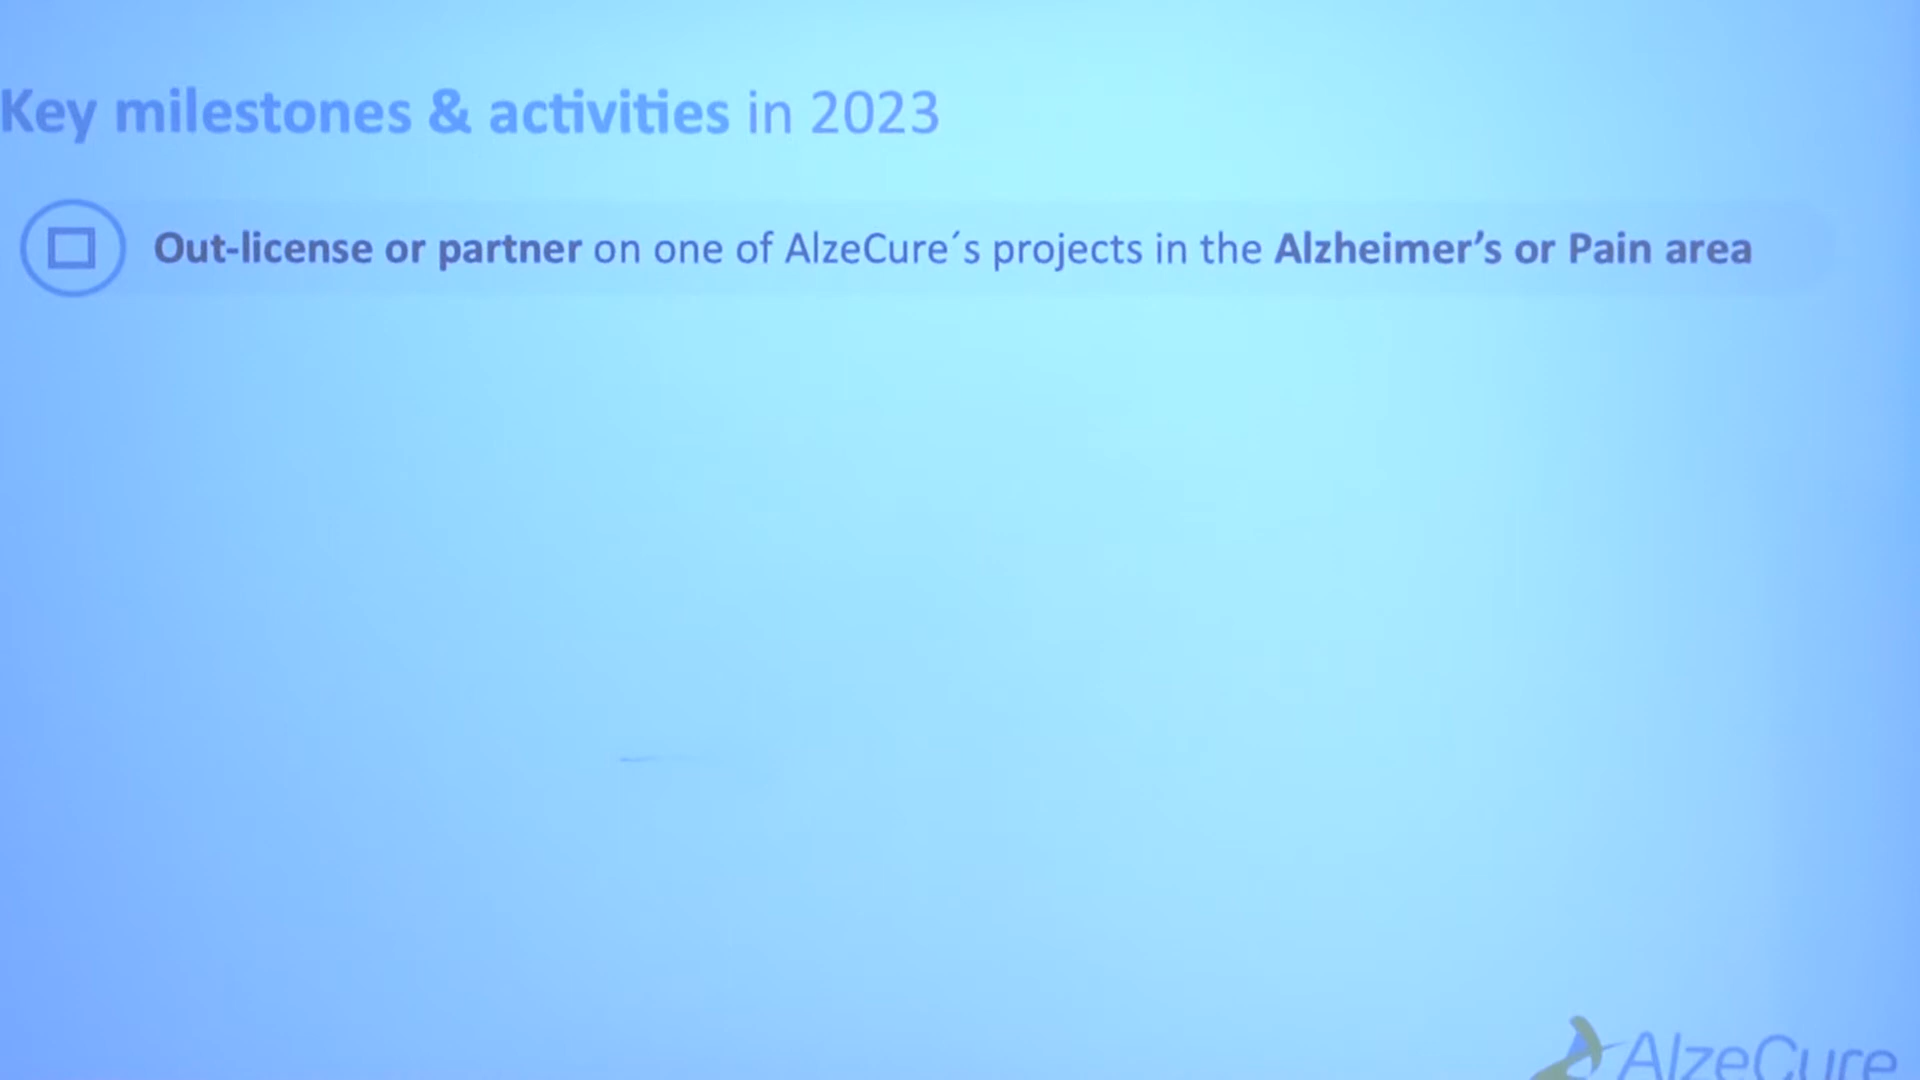 Key milestones & activities in 2023
Out-license or partner on one of AlzeCure´s projects in the Alzheimer’s or Pain area
AlzeCure